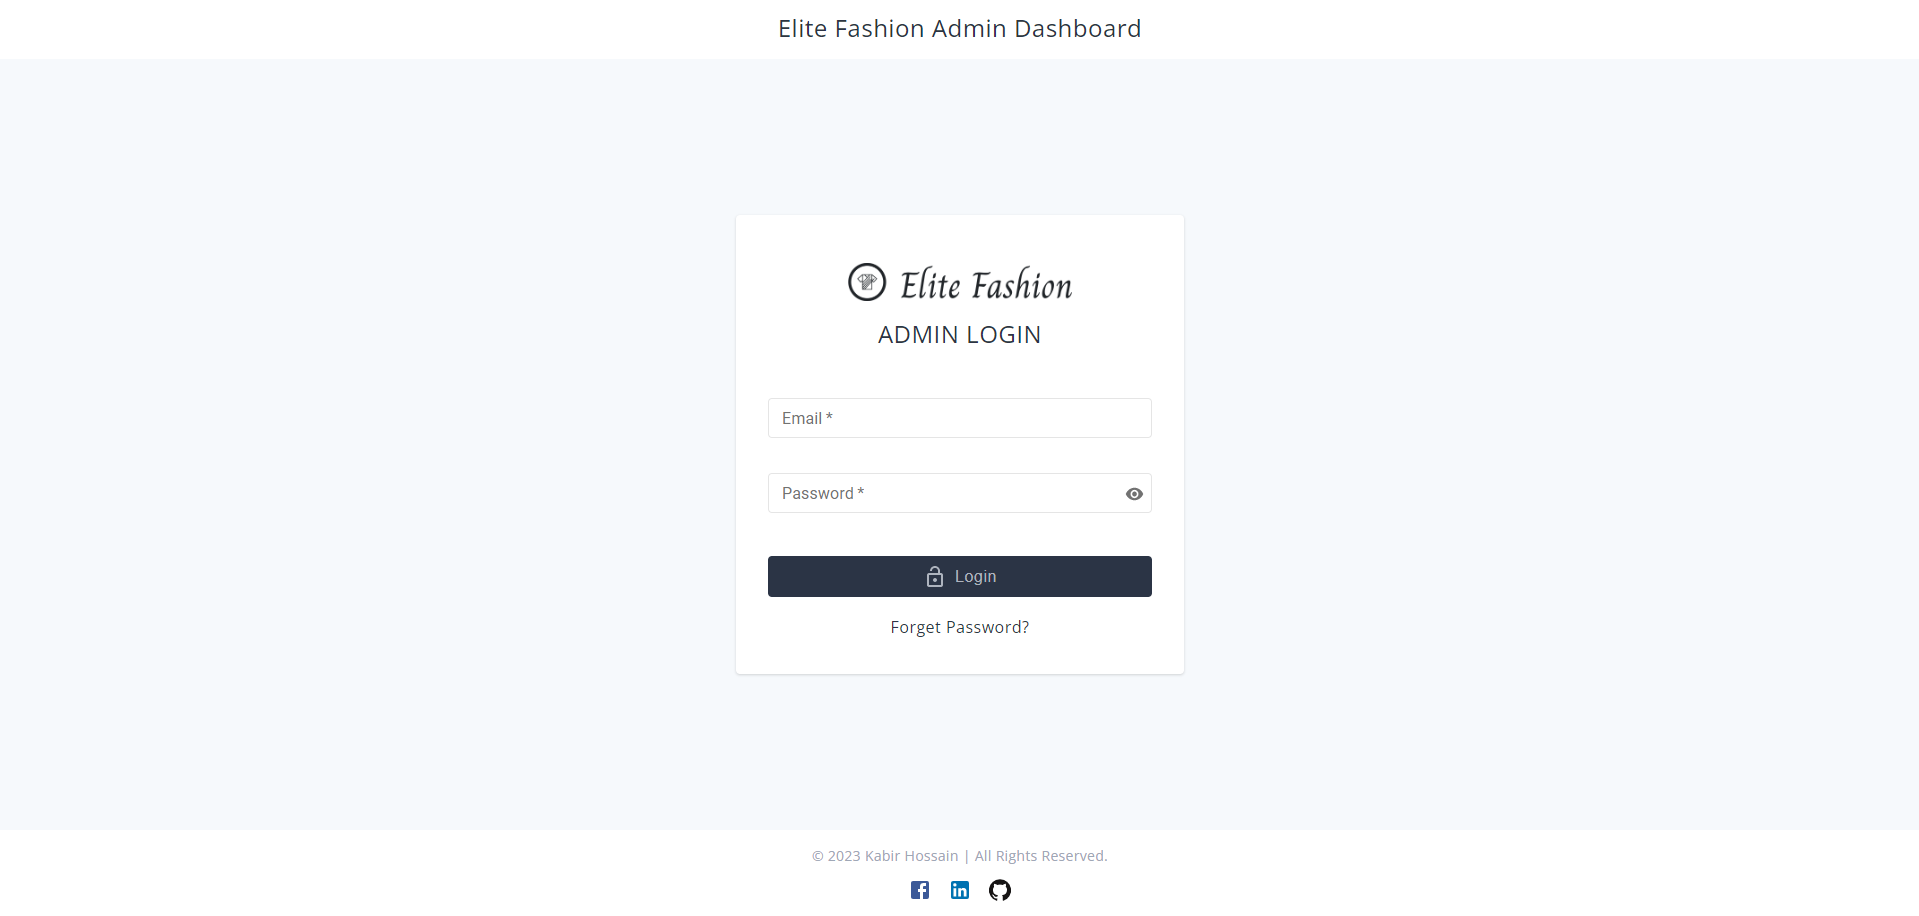 Elite Fashion Admin Dashboard
Elite Fashion
ADMIN LOGIN
Email *
Password *
Login
Forget Password?
© 2023 Kabir Hossain | All Rights Reserved.